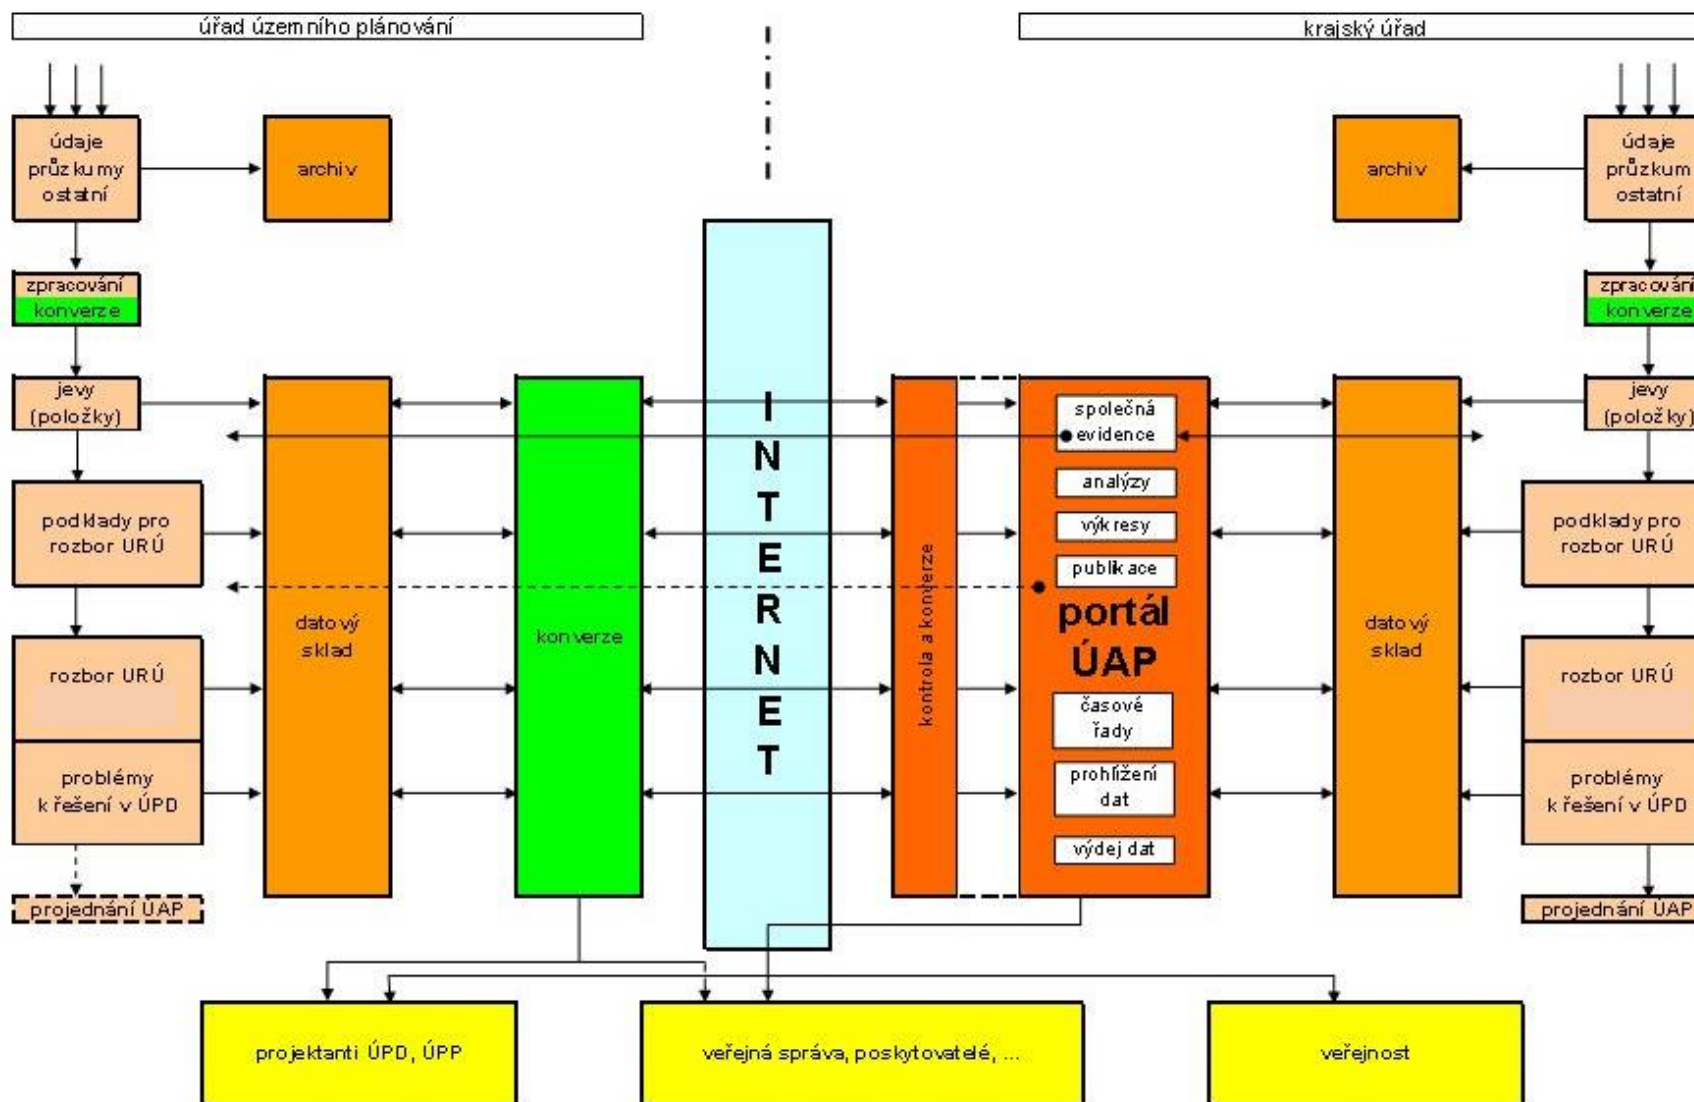 úřad územního plánování
krajský úřad
údaje
průzkumy
ostatní
archiv
zpracování
konverze
jevy
(položky)
podklady pro
rozbor URÚ
rozbor URÚ
problémy
k řešení v ÚPD
projednání ÚAP
datový
sklad
konverze
INTERNET
kontrola a konverze
společná
evidence
analýzy
výkresy
publikace
portál
ÚAP
časové
řady
prohlížení
dat
výdej dat
datový
sklad
archiv
údaje
průzkum
ostatní
zpracování
konverze
jevy
(položky)
podklady pro
rozbor URÚ
rozbor URÚ
problémy
k řešení v ÚPD
projednání ÚAP
projektanti ÚPD, ÚPP
veřejná správa, poskytovatelé, ...
veřejnost